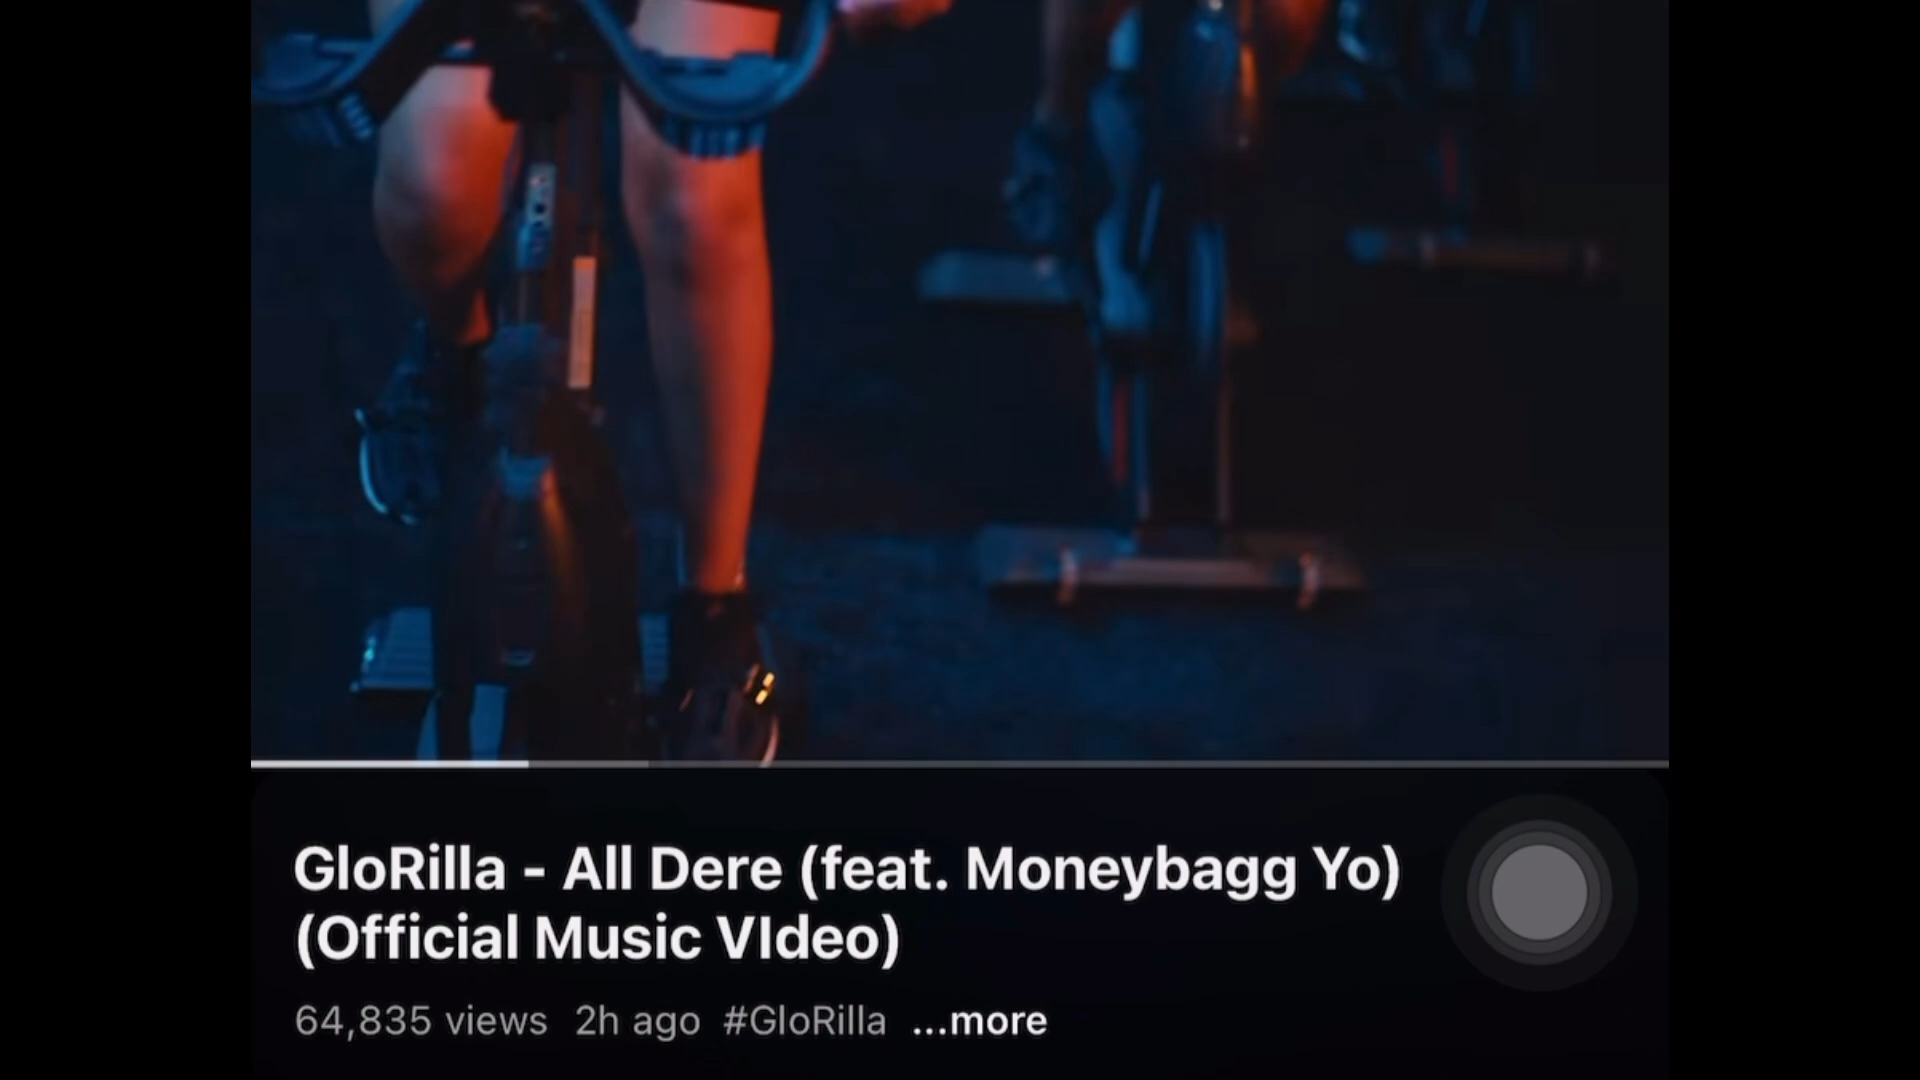 GloRilla - All Dere (feat. Moneybagg Yo)
(Official Music VIdeo)
64,835 views 2h ago #GloRilla ...more